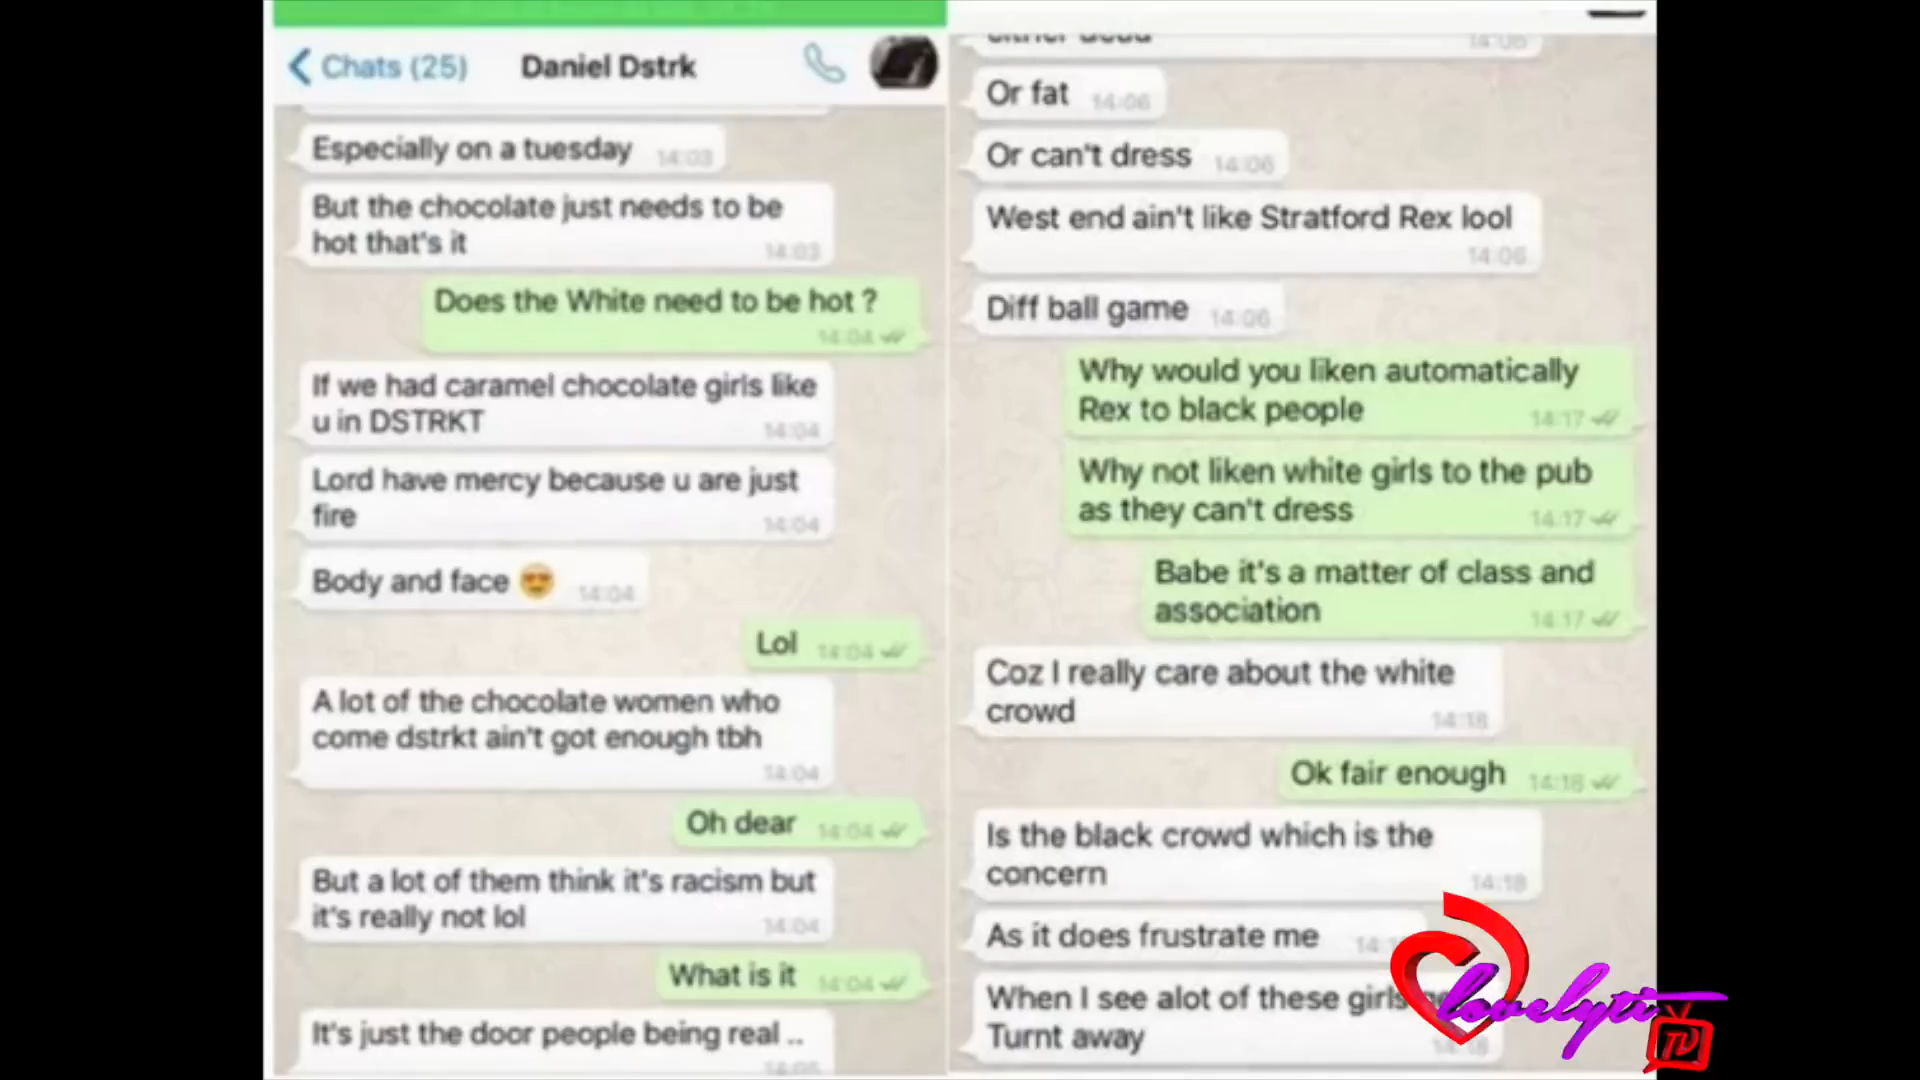 Chats (25)
Daniel Dstrk
Especially on a tuesday 14:03
But the chocolate just needs to be
hot that's it 14:03
Does the White need to be hot ?
14:04
If we had caramel chocolate girls like
u in DSTRKT 14:04
Lord have mercy because u are just
fire 14:04
Body and face 😍 14:04
Lol 14:04
A lot of the chocolate women who
come dstrkt ain't got enough tbh
14:04
Oh dear 14:04
But a lot of them think it's racism but
it's really not lol 14:04
What is it 14:04
It's just the door people being real ..
14:05
either dead 14:06
Or fat 14:06
Or can't dress 14:06
West end ain't like Stratford Rex lool
14:06
Diff ball game 14:06
Why would you liken automatically
Rex to black people 14:17
Why not liken white girls to the pub
as they can't dress 14:17
Babe it's a matter of class and
association 14:17
Coz I really care about the white
crowd 14:18
Ok fair enough 14:18
Is the black crowd which is the
concern 14:18
As it does frustrate me
When I see alot of these girls
Turnt away 14:18
lovelyti
TV